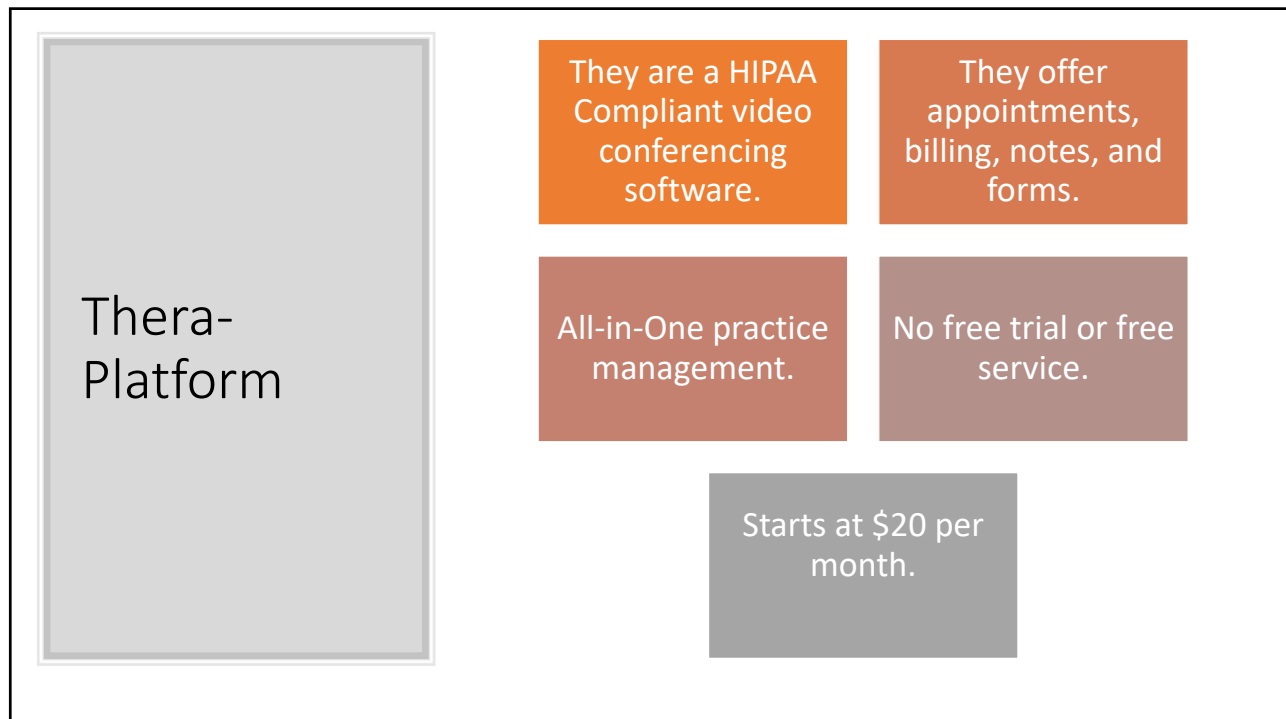 Thera-
Platform
They are a HIPAA
Compliant video
conferencing
software.
They offer
appointments,
billing, notes, and
forms.
All-in-One practice
management.
No free trial or free
service.
Starts at $20 per
month.